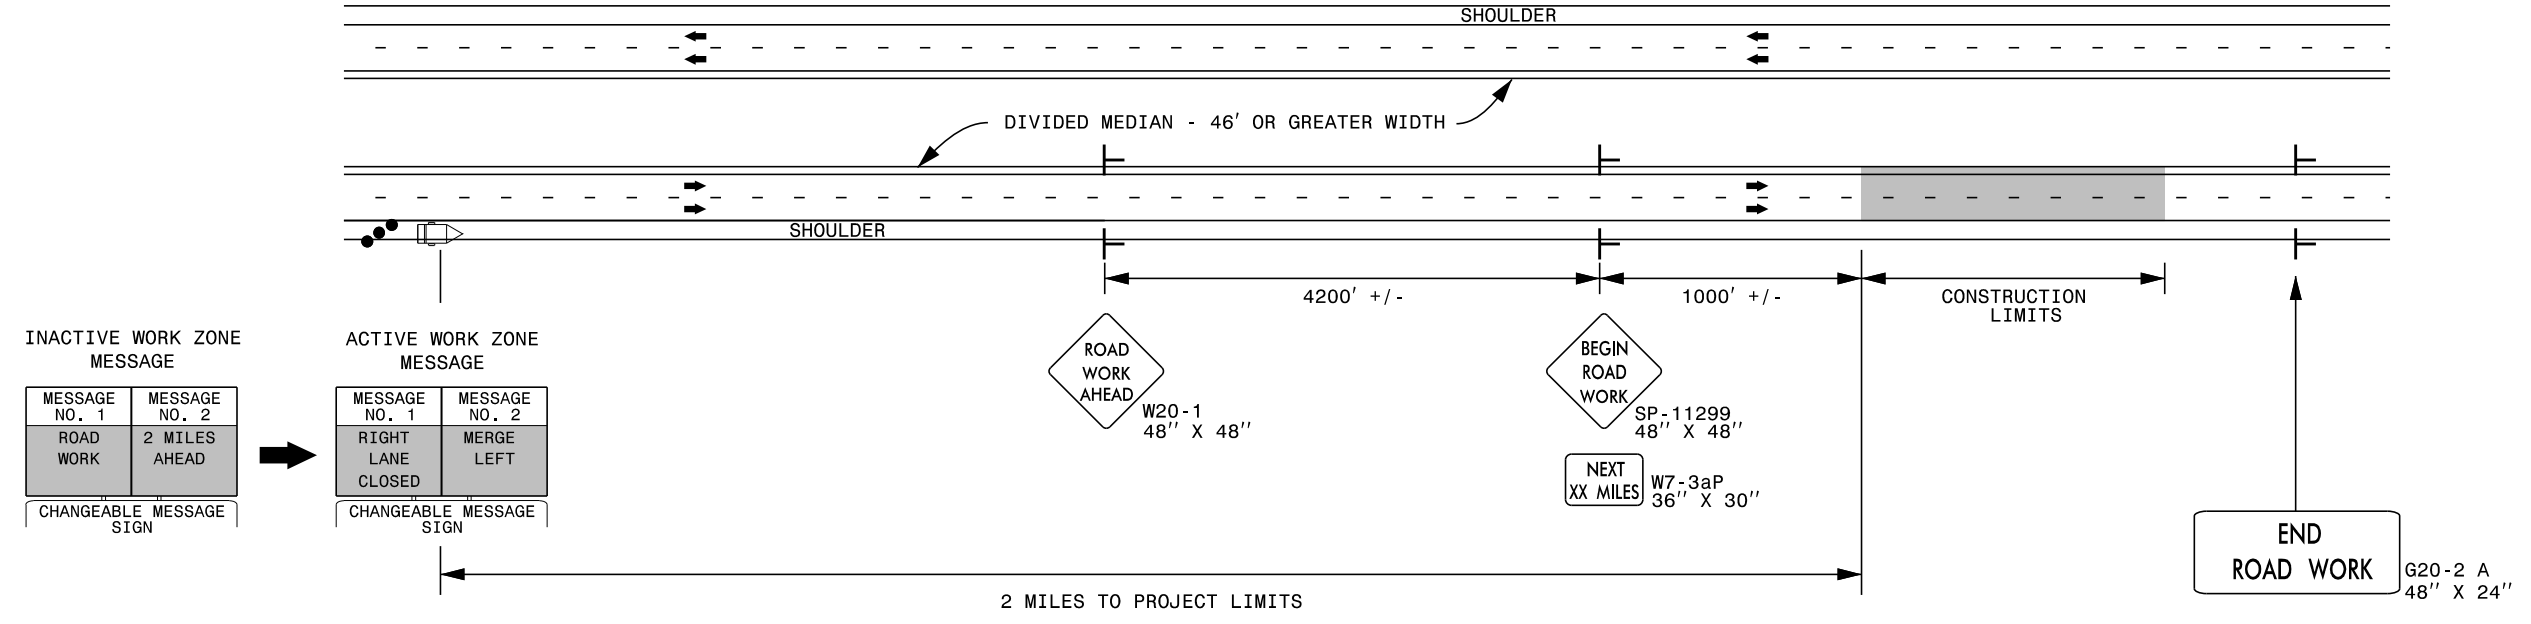 SHOULDER
DIVIDED MEDIAN - 46' OR GREATER WIDTH
SHOULDER
4200' +/-
1000' +/-
CONSTRUCTION
LIMITS
INACTIVE WORK ZONE
MESSAGE
MESSAGE
NO. 1
MESSAGE
NO. 2
ROAD
WORK
2 MILES
AHEAD
CHANGEABLE MESSAGE
SIGN
ACTIVE WORK ZONE
MESSAGE
MESSAGE
NO. 1
MESSAGE
NO. 2
RIGHT
LANE
CLOSED
MERGE
LEFT
CHANGEABLE MESSAGE
SIGN
ROAD
WORK
AHEAD
W20-1
48'' X 48''
BEGIN
ROAD
WORK
SP-11299
48'' X 48''
NEXT
XX MILES
W7-3aP
36'' X 30''
END
ROAD WORK
G20-2 A
48'' X 24''
2 MILES TO PROJECT LIMITS